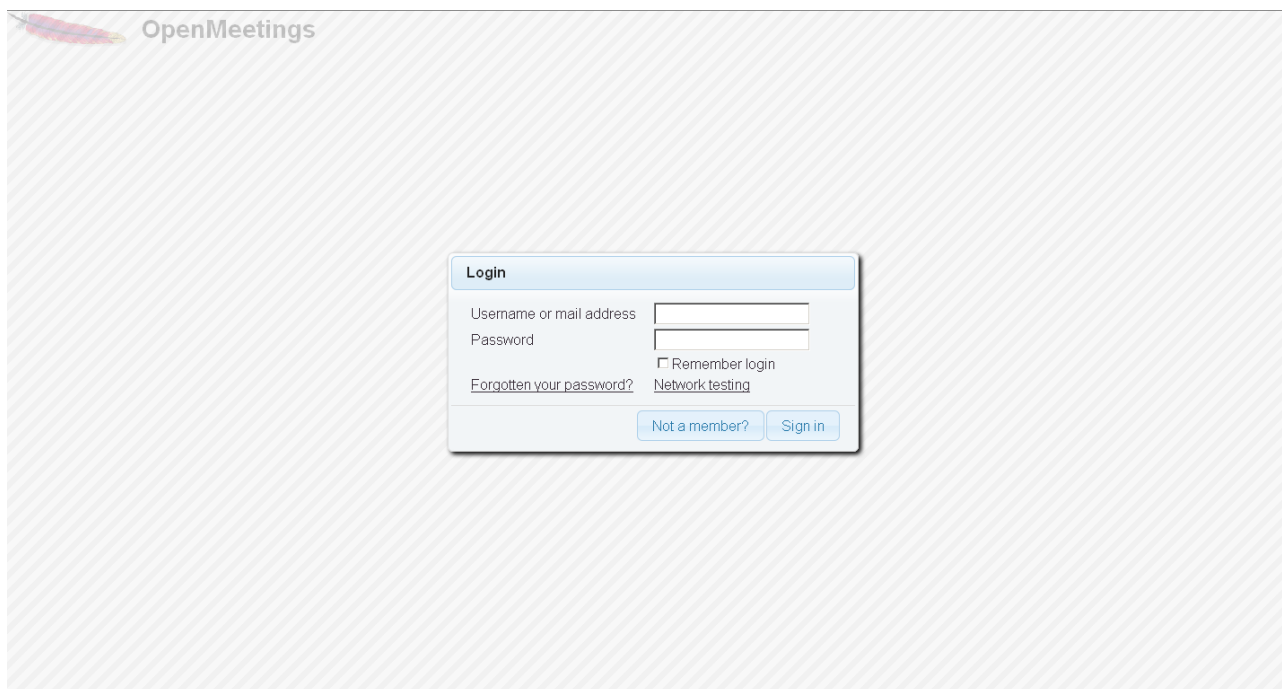 OpenMeetings
Login
Username or mail address
Password
Remember login
Forgotten your password? Network testing
Not a member? Sign in